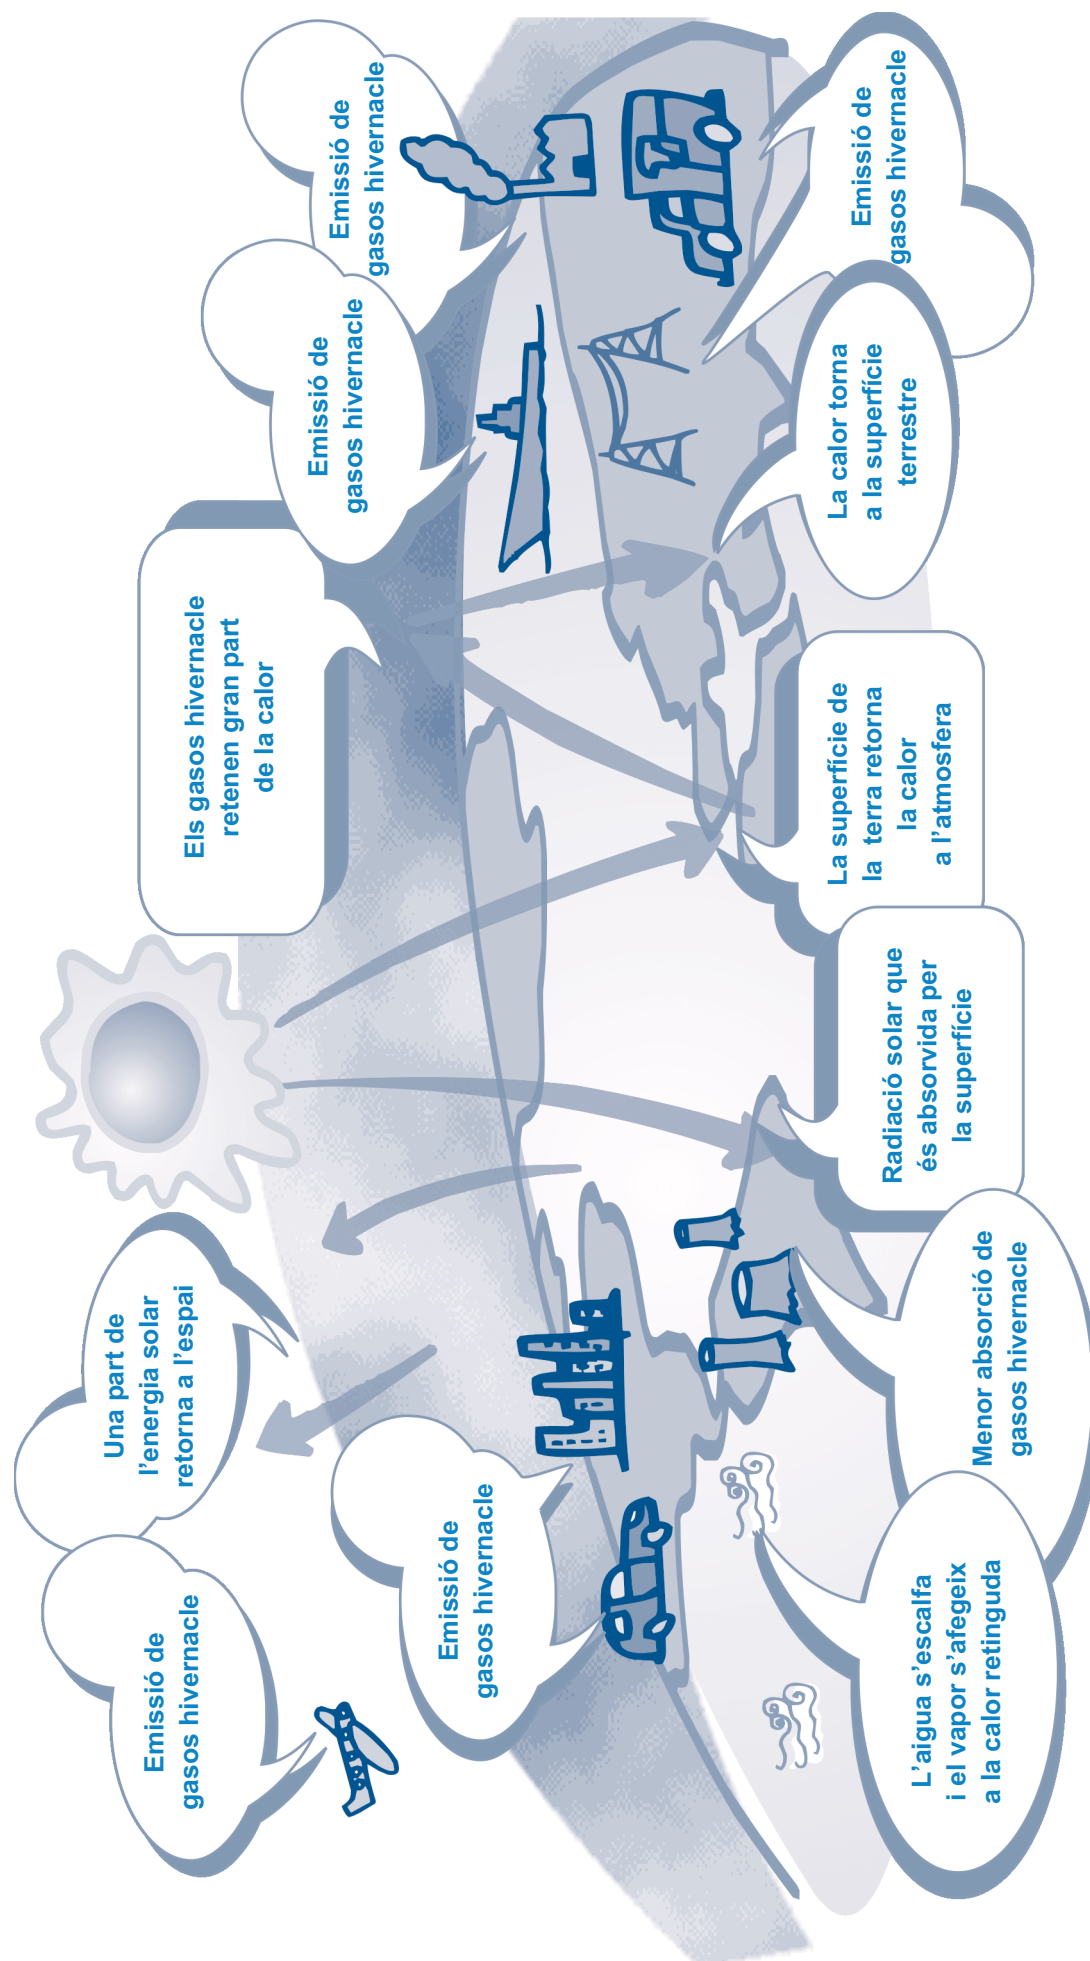 Emissió de
gasos hivernacle
Una part de
l'energia solar
retorna a l'espai
Els gasos hivernacle
retenen gran part
de la calor
Emissió de
gasos hivernacle
Emissió de
gasos hivernacle
Emissió de
gasos hivernacle
L'aigua s'escalfa
i el vapor s'afegeix
a la calor retinguda
Menor absorció de
gasos hivernacle
Radiació solar que
és absorvida per
la superfície
La superfície de
la terra retorna
la calor
a l'atmosfera
La calor torna
a la superfície
terrestre
Emissió de
gasos hivernacle